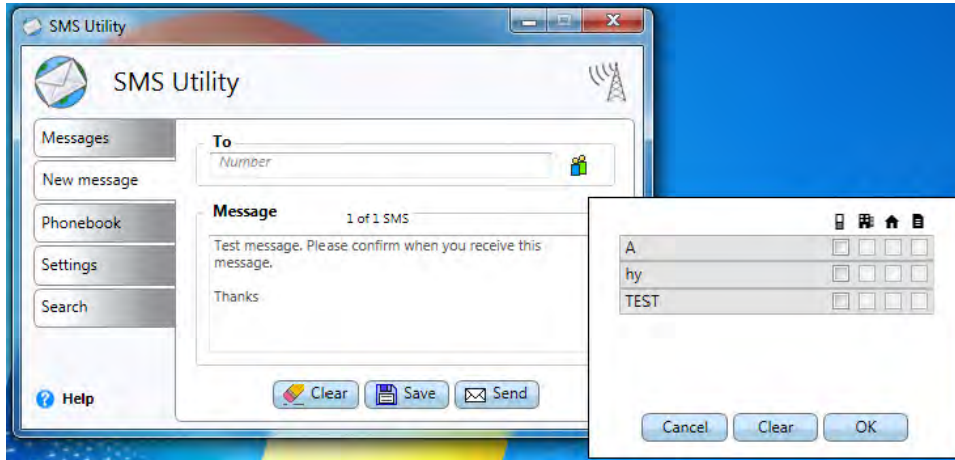 SMS Utility
SMS Utility
Messages
New message
Phonebook
Settings
Search
Help
To
Number
Message 1 of 1 SMS
Test message. Please confirm when you receive this
message.
Thanks
Clear Save Send
A
hy
TEST
Cancel Clear OK